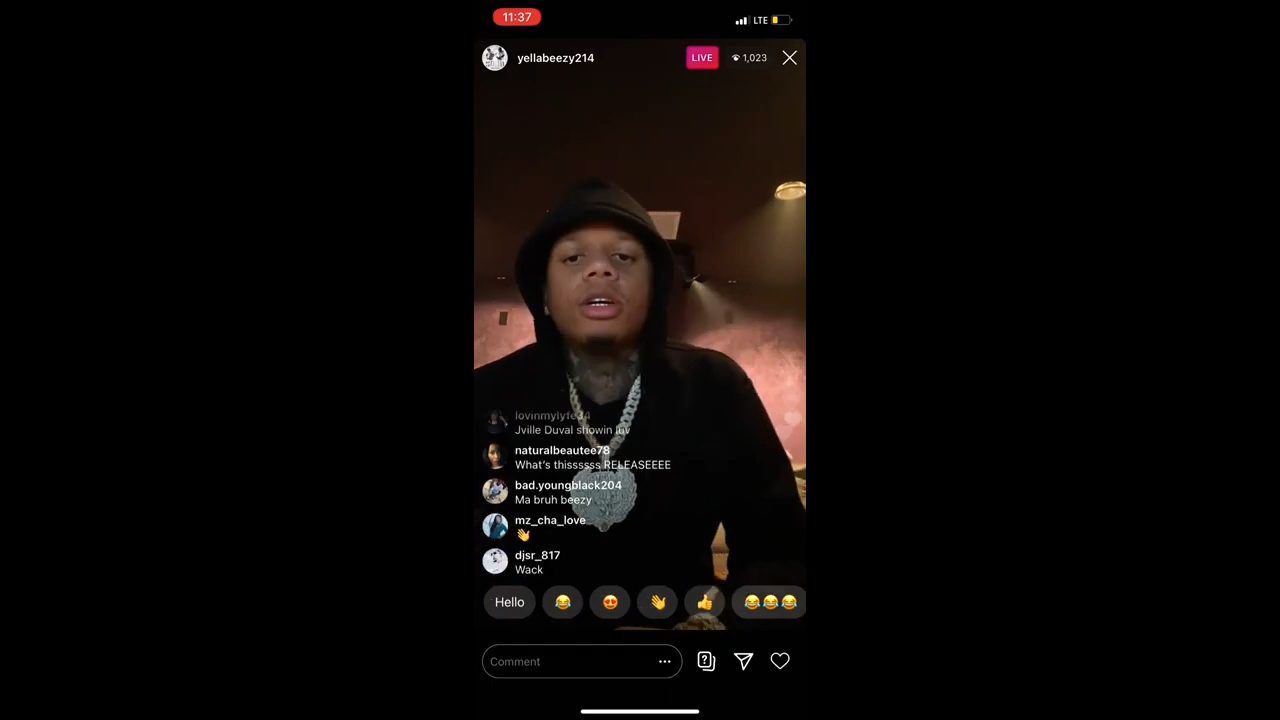 11:37
LTE
yellabeezy214
LIVE
1,023
lovinmylyfe34
Jville Duval showin luv
naturalbeautee78
What's thissssss RELEASEEEE
bad.youngblack204
Ma bruh beezy
mz_cha_love
👋
djsr_817
Wack
Hello 😂 😍 👋 👍 😂😂😂
Comment